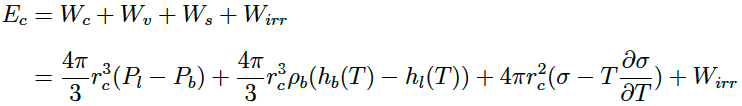 E_c = W_c + W_v + W_s + W_{irr}
= \frac{4\pi}{3} r_c^3 (P_l - P_b) + \frac{4\pi}{3} r_c^3 \rho_b (h_b(T) - h_l(T)) + 4\pi r_c^2 (\sigma - T \frac{\partial \sigma}{\partial T}) + W_{irr}